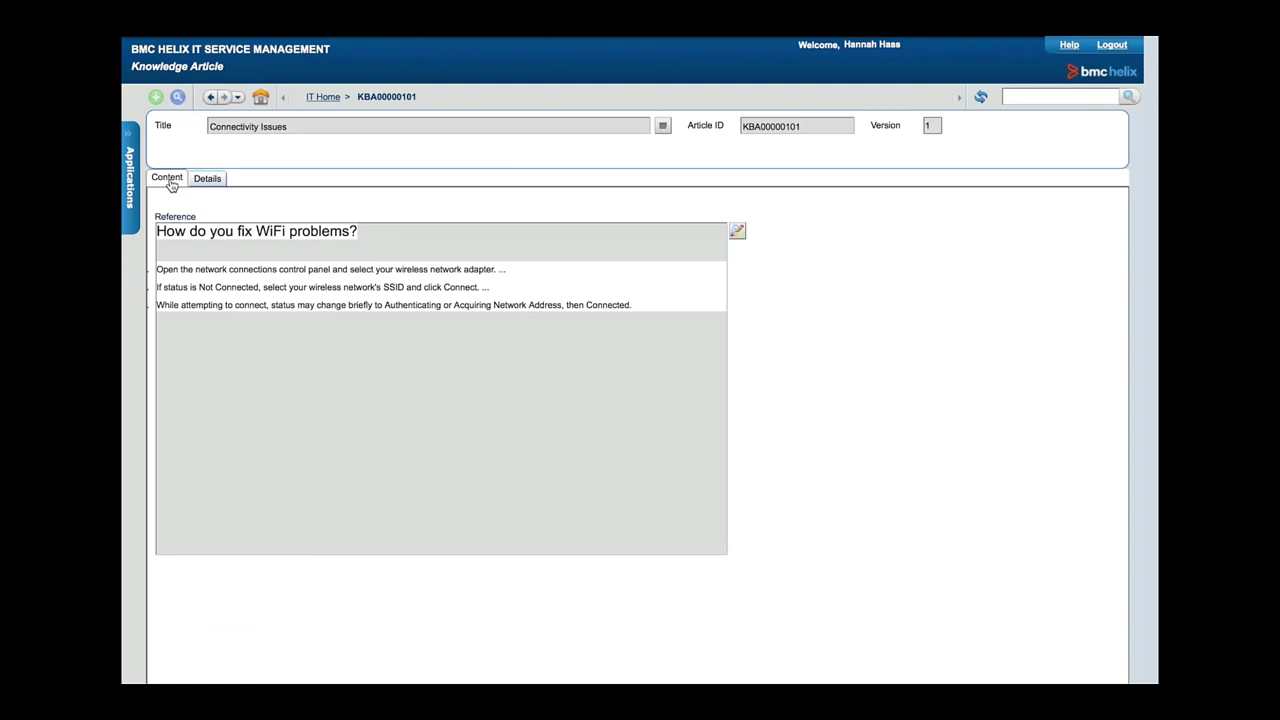 BMC HELIX IT SERVICE MANAGEMENT
Welcome, Hannah Haas
Help Logout
Knowledge Article
bmchelix
IT Home > KBA00000101
Title Connectivity Issues Article ID KBA00000101 Version 1
Applications
Content Details
Reference
How do you fix WiFi problems?
Open the network connections control panel and select your wireless network adapter. ...
If status is Not Connected, select your wireless network's SSID and click Connect. ...
While attempting to connect, status may change briefly to Authenticating or Acquiring Network Address, then Connected.